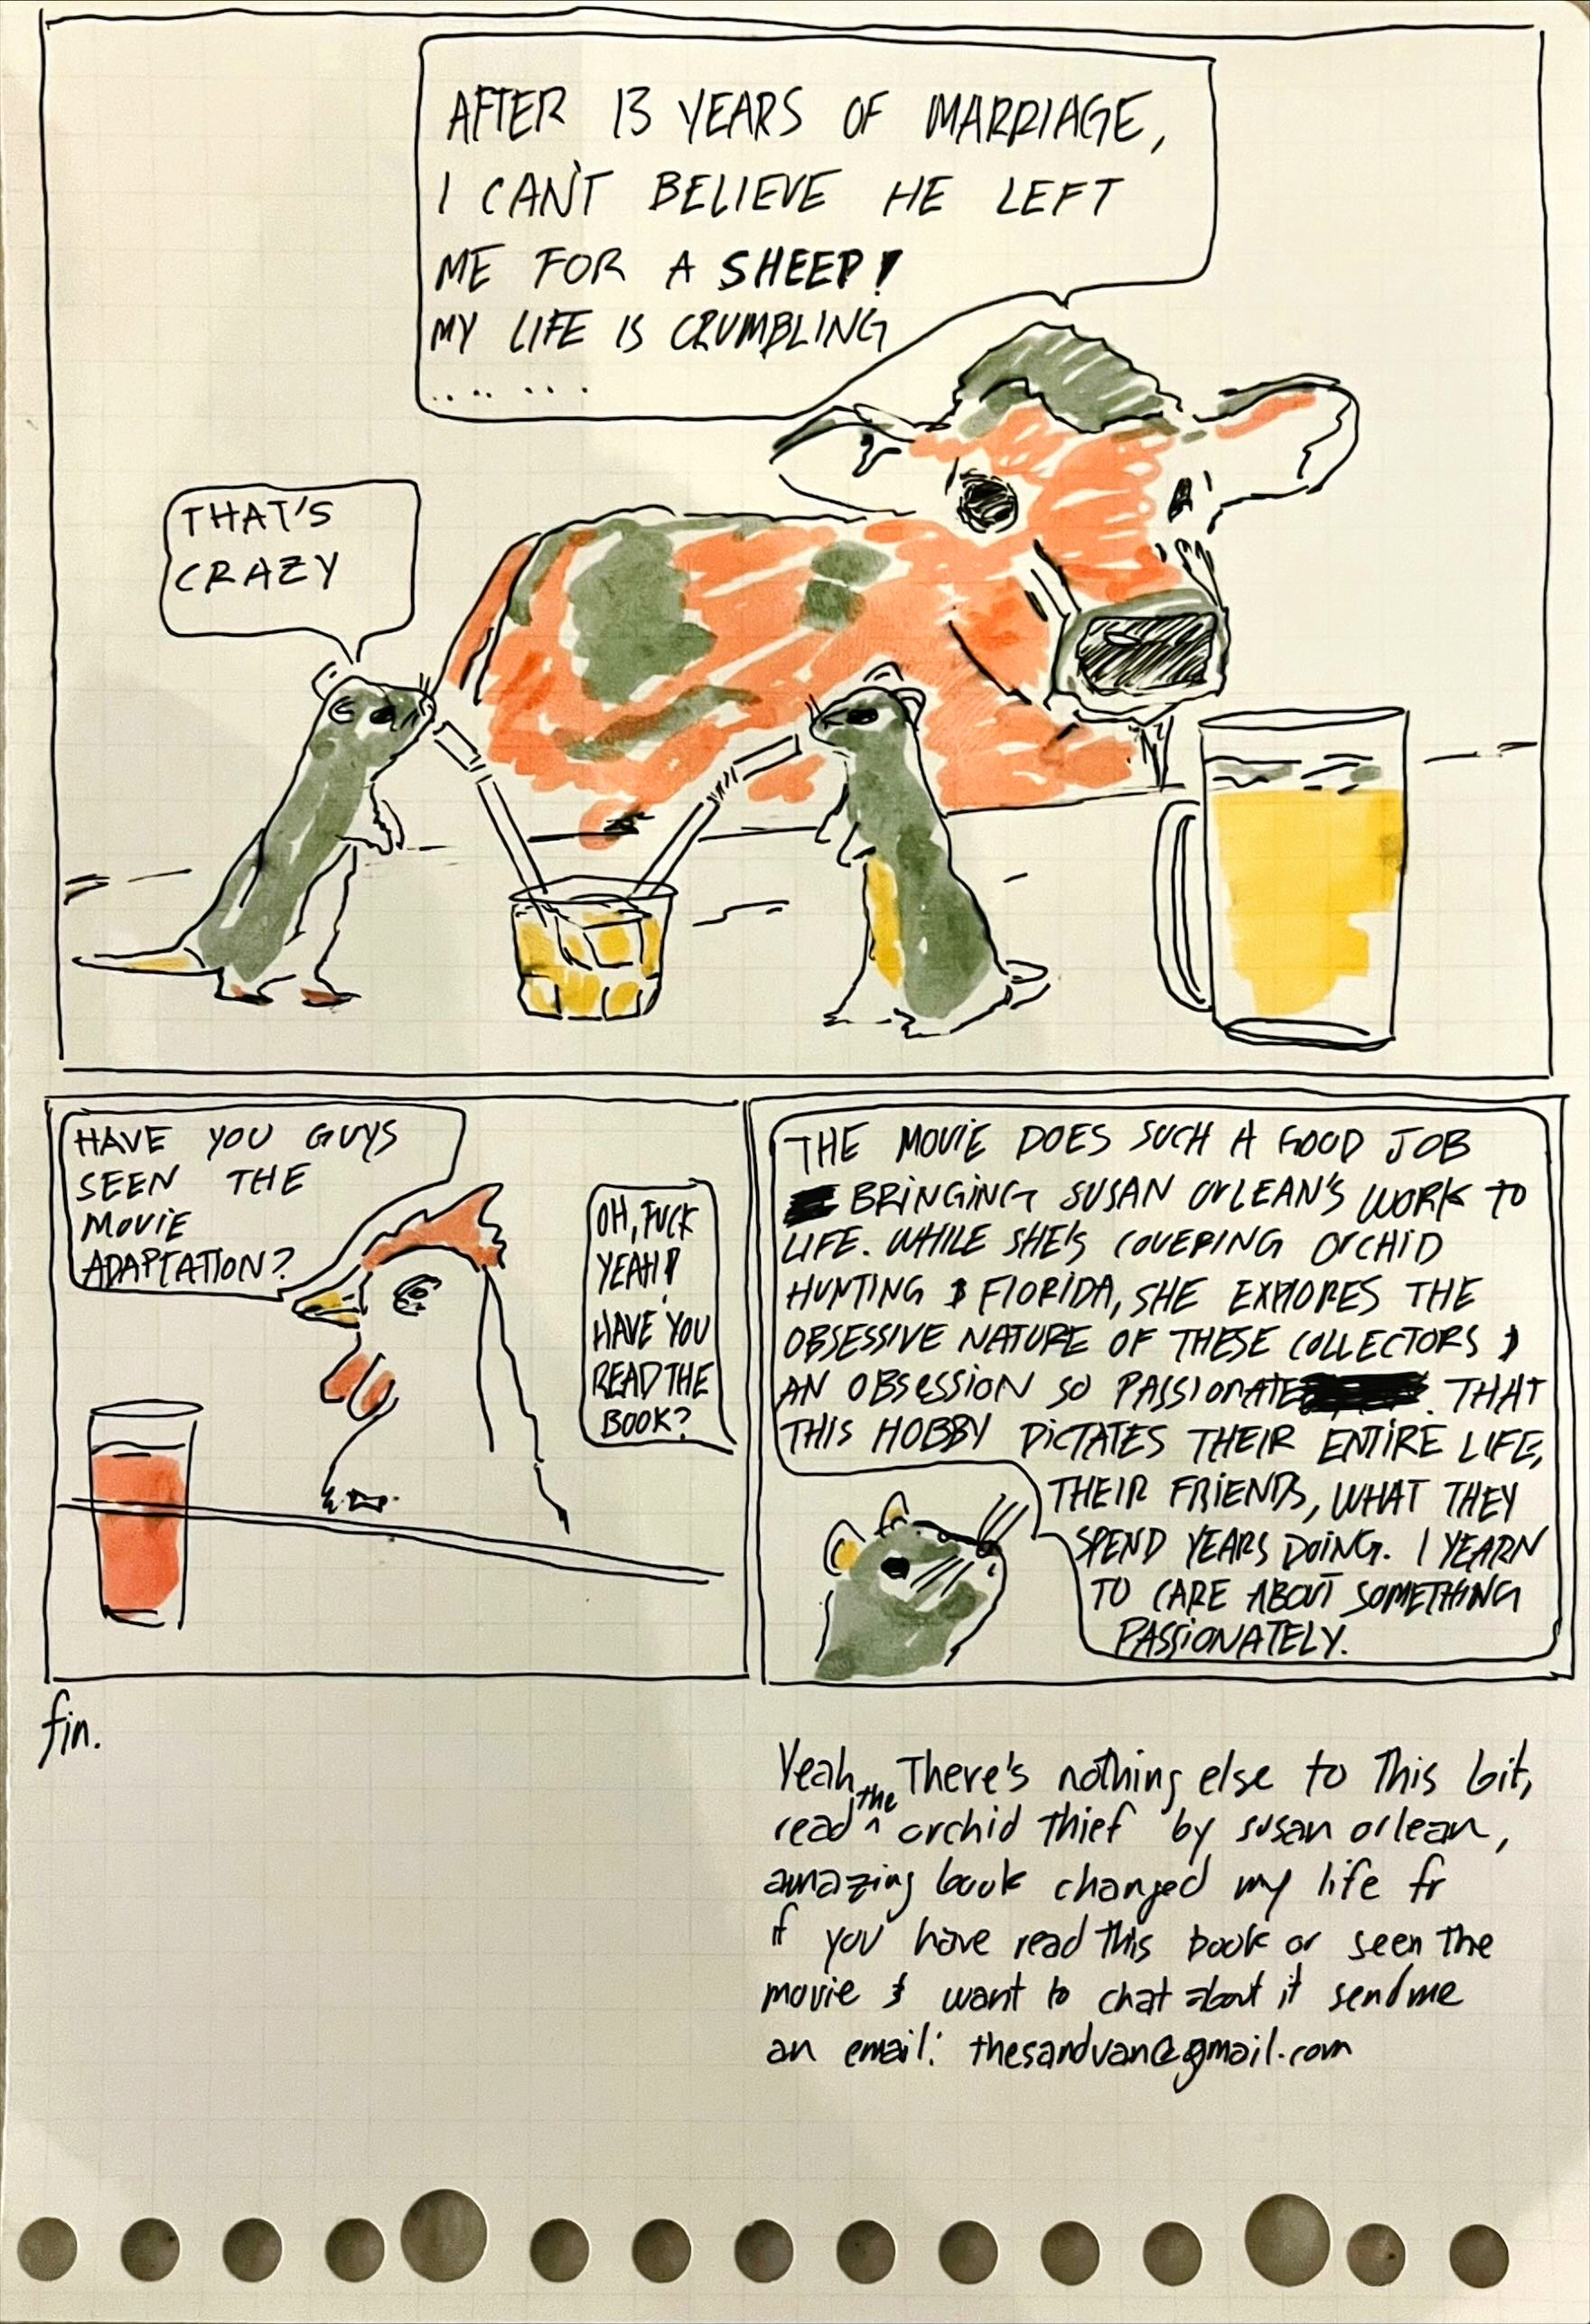 AFTER 13 YEARS OF MARRIAGE,
I CAN'T BELIEVE HE LEFT
ME FOR A SHEEP!
MY LIFE IS CRUMBLING
.. .. . . .
THAT'S
CRAZY
HAVE YOU GUYS
SEEN THE
MOVIE
ADAPTATION?
OH, FUCK
YEAH!
HAVE YOU
READ THE
BOOK?
THE MOVIE DOES SUCH A GOOD JOB
BRINGING SUSAN ORLEAN'S WORK TO
LIFE. WHILE SHE'S COVERING ORCHID
HUNTING & FLORIDA, SHE EXPLORES THE
OBSESSIVE NATURE OF THESE COLLECTORS &
AN OBSESSION SO PASSIONATE THAT
THIS HOBBY DICTATES THEIR ENTIRE LIFE,
THEIR FRIENDS, WHAT THEY
SPEND YEARS DOING. I YEARN
TO CARE ABOUT SOMETHING
PASSIONATELY.
fin.
Yeah, There's nothing else to This bit,
read the orchid thief by susan orlean,
amazing book changed my life fr
if you have read this book or seen the
movie & want to chat about it send me
an email: thesandvan@gmail.com